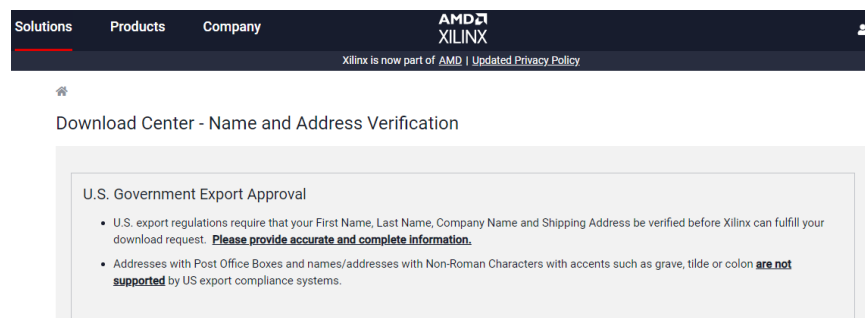 Solutions Products Company AMD XILINX
Xilinx is now part of AMD | Updated Privacy Policy
Download Center - Name and Address Verification
U.S. Government Export Approval
• U.S. export regulations require that your First Name, Last Name, Company Name and Shipping Address be verified before Xilinx can fulfill your
download request. Please provide accurate and complete information.
• Addresses with Post Office Boxes and names/addresses with Non-Roman Characters with accents such as grave, tilde or colon are not
supported by US export compliance systems.